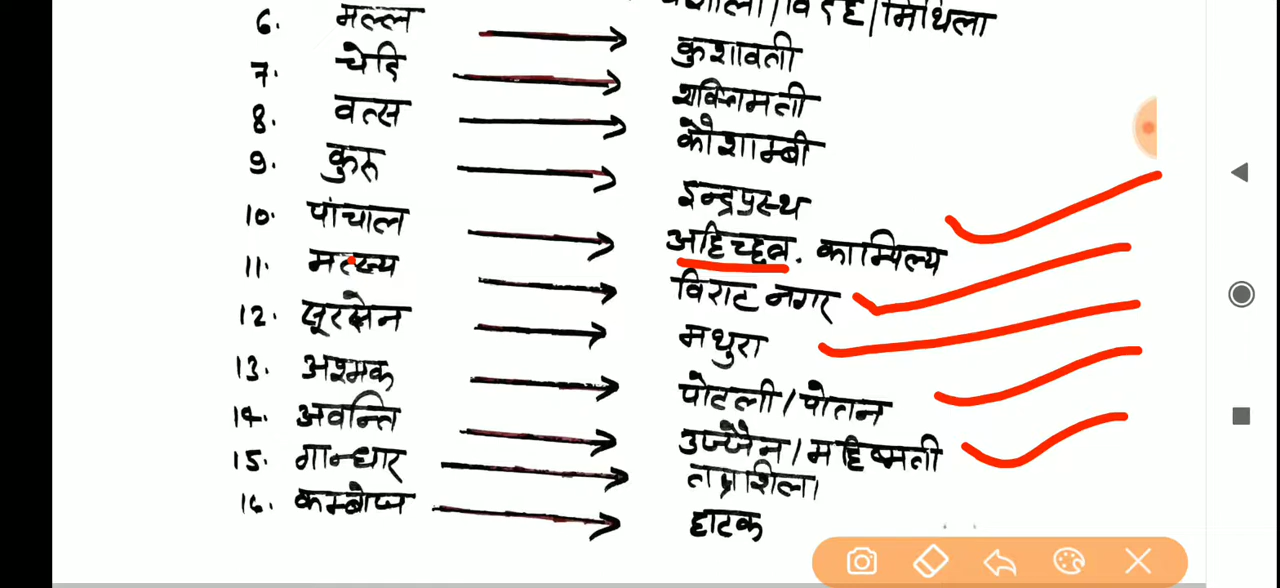 वैशाली/विदेह/मिथिला
6. मल्ल → कुशावती
7. चेदि → शक्तिमती
8. वत्स → कौशाम्बी
9. कुरु → इन्द्रप्रस्थ
10. पांचाल → अहिच्छत्र. काम्पिल्य
11. मत्स्य → विराट नगर
12. सूरसेन → मथुरा
13. अश्मक → पोटली/पोतन
14. अवन्ति → उज्जैन/महिष्मती
15. गान्धार → तक्षशिला
16. कम्बोज → हाटक